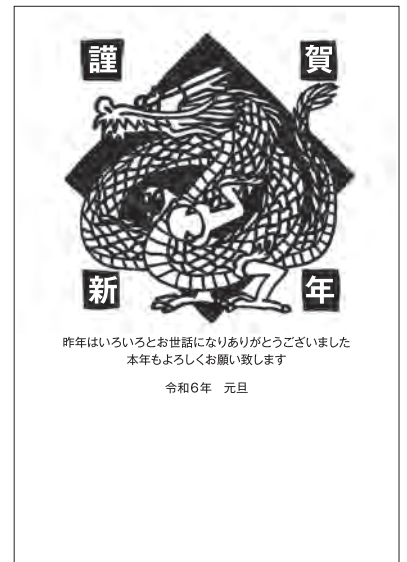 謹賀
新年
昨年はいろいろとお世話になりありがとうございました
本年もよろしくお願い致します
令和6年　元旦